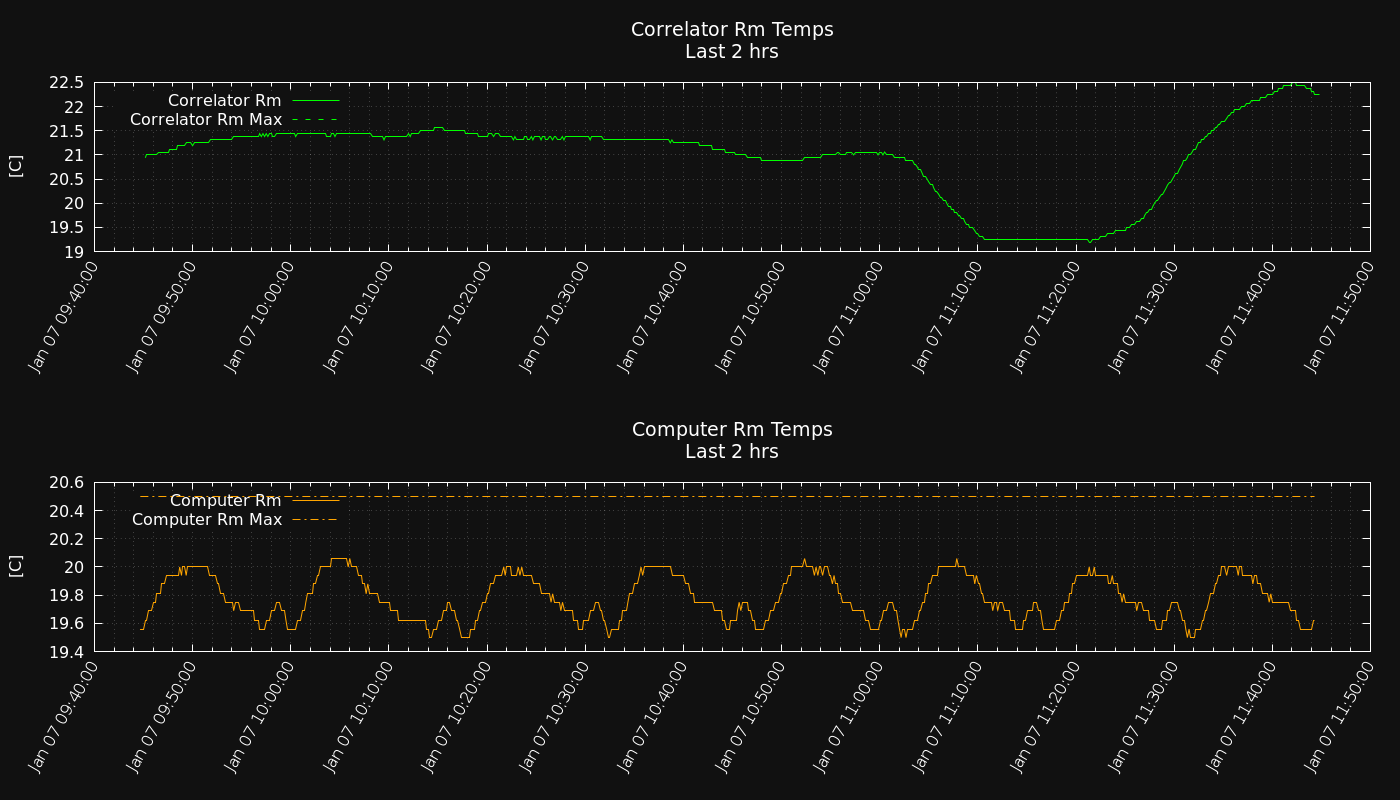 Correlator Rm Temps
Last 2 hrs
22.5
22
21.5
21
20.5
20
19.5
19
[C]
Correlator Rm
Correlator Rm Max
Jan 07 09:40:00
Jan 07 09:50:00
Jan 07 10:00:00
Jan 07 10:10:00
Jan 07 10:20:00
Jan 07 10:30:00
Jan 07 10:40:00
Jan 07 10:50:00
Jan 07 11:00:00
Jan 07 11:10:00
Jan 07 11:20:00
Jan 07 11:30:00
Jan 07 11:40:00
Jan 07 11:50:00
Computer Rm Temps
Last 2 hrs
20.6
20.4
20.2
20
19.8
19.6
19.4
[C]
Computer Rm
Computer Rm Max
Jan 07 09:40:00
Jan 07 09:50:00
Jan 07 10:00:00
Jan 07 10:10:00
Jan 07 10:20:00
Jan 07 10:30:00
Jan 07 10:40:00
Jan 07 10:50:00
Jan 07 11:00:00
Jan 07 11:10:00
Jan 07 11:20:00
Jan 07 11:30:00
Jan 07 11:40:00
Jan 07 11:50:00